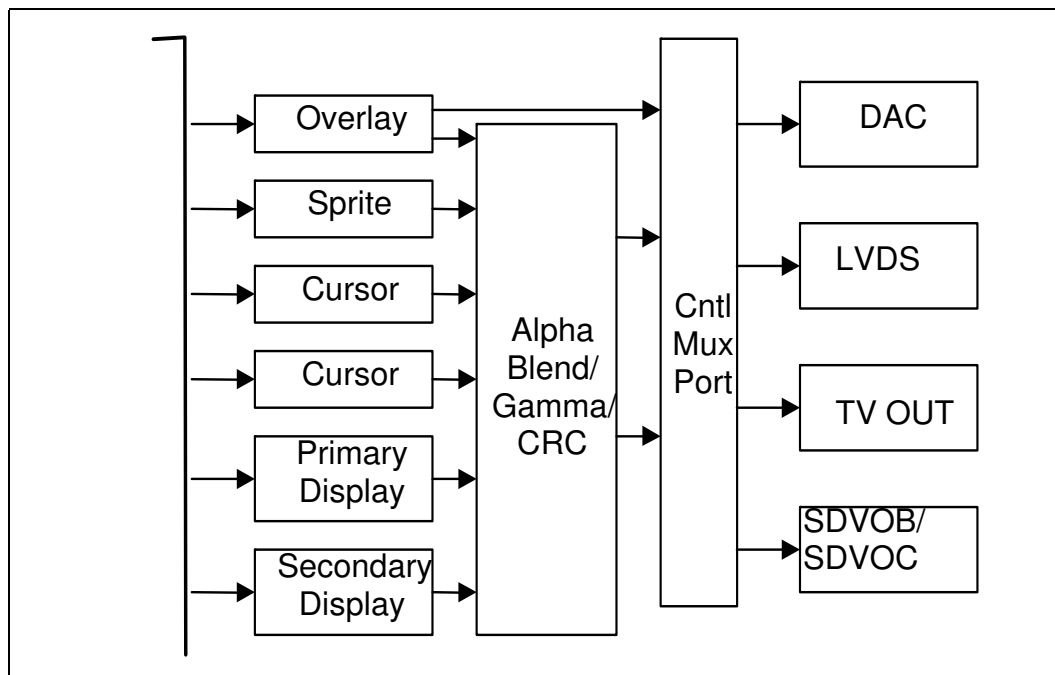 Overlay
Sprite
Cursor
Cursor
Primary
Display
Secondary
Display
Alpha
Blend/
Gamma/
CRC
Cntl
Mux
Port
DAC
LVDS
TV OUT
SDVOB/
SDVOC